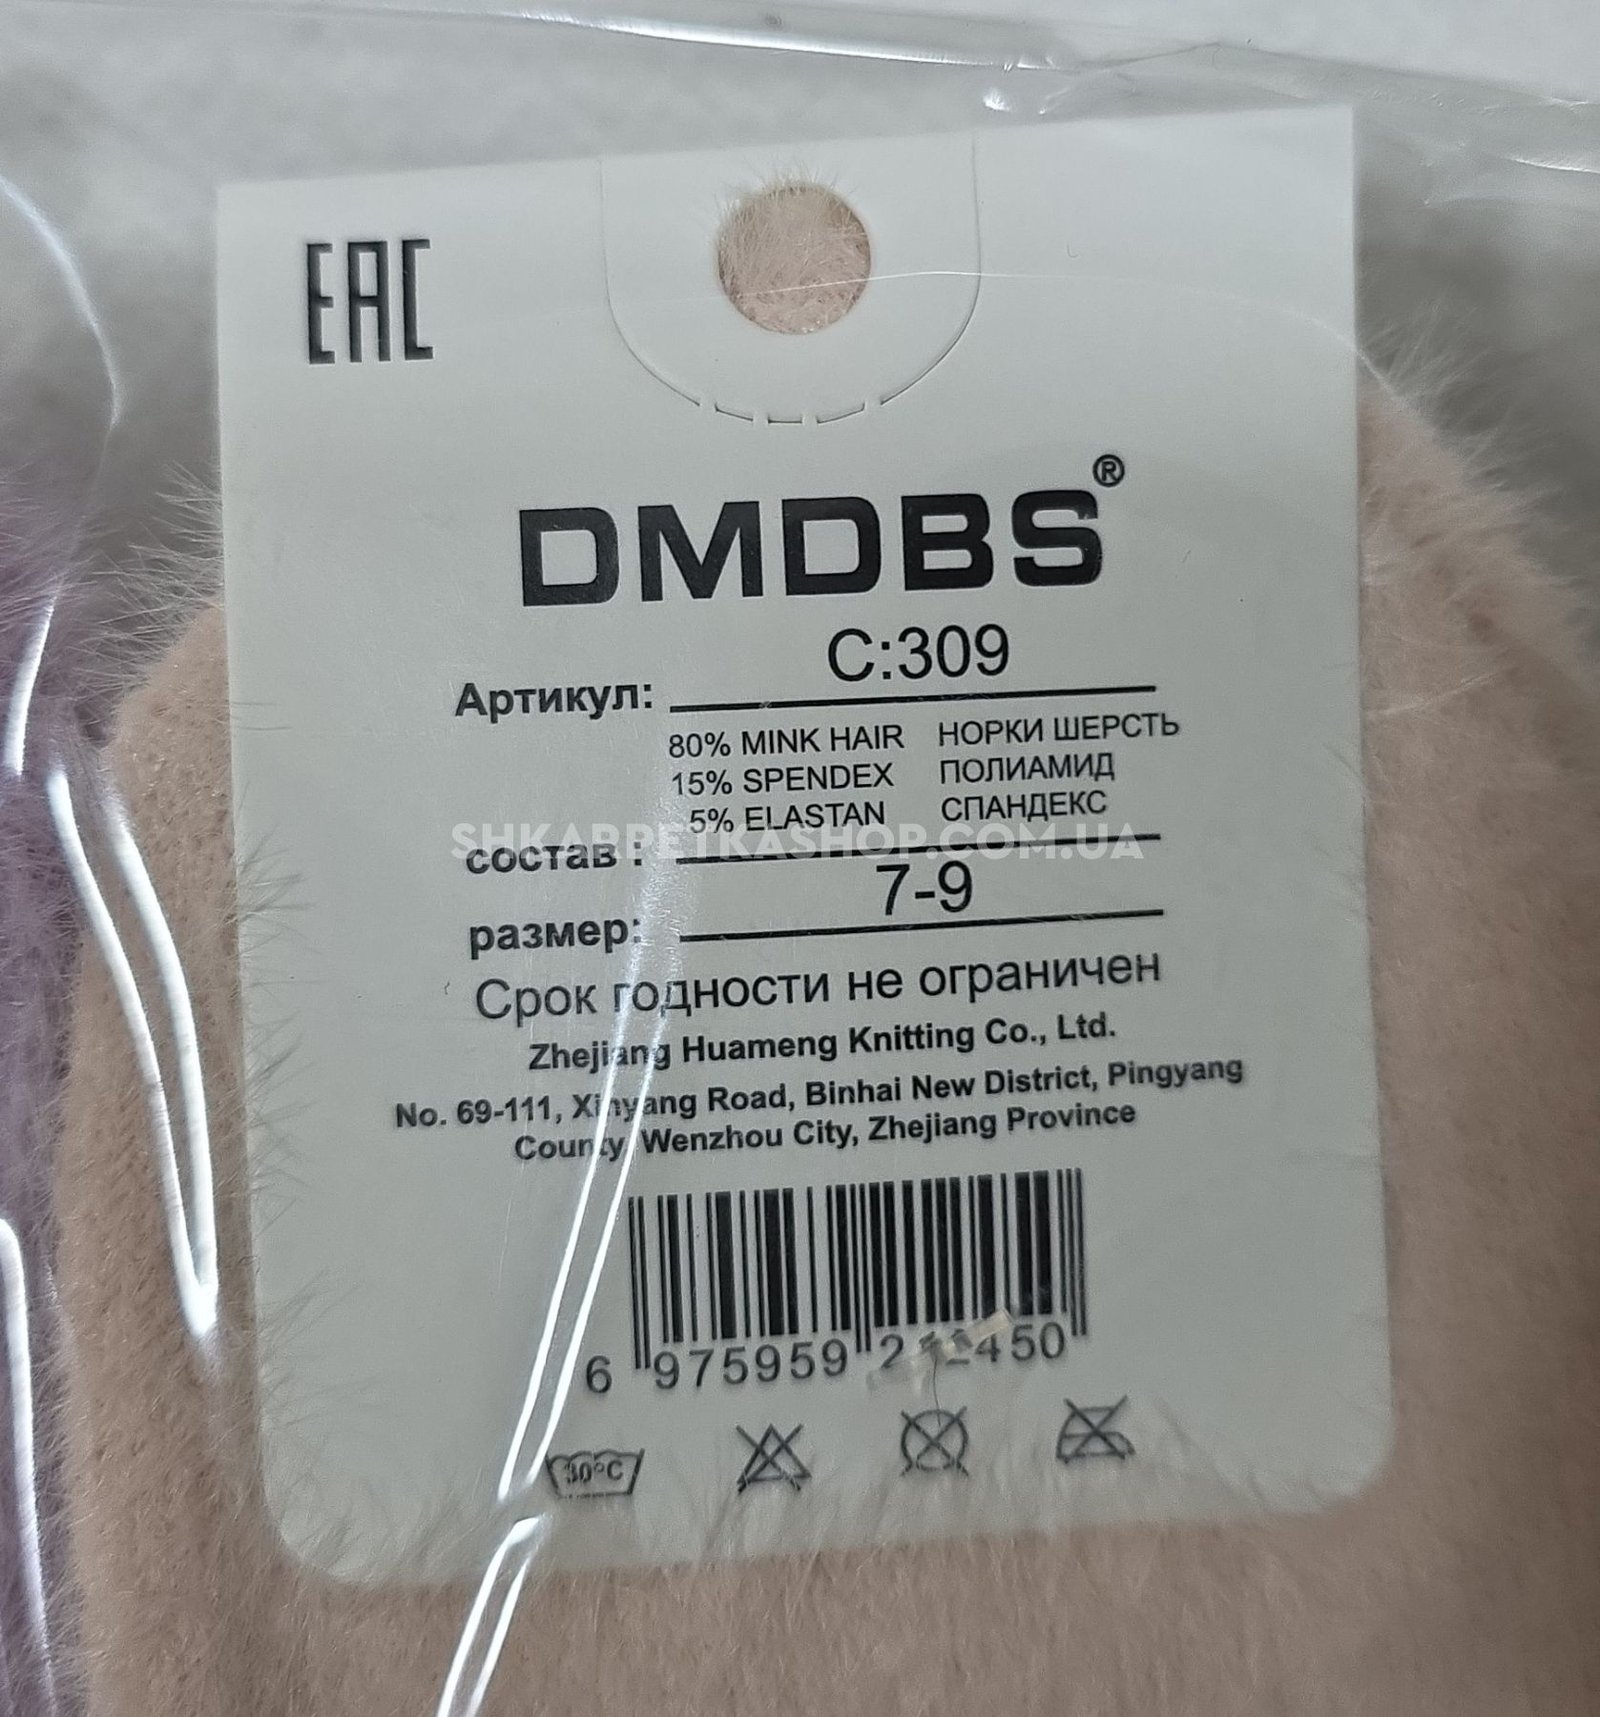 EAC
DMDBS®
Артикул: C:309
80% MINK HAIR НОРКИ ШЕРСТЬ
15% SPENDEX ПОЛИАМИД
5% ELASTAN СПАНДЕКС
SHKARPETKASHOP.COM.UA
состав :
размер: 7-9
Срок годности не ограничен
Zhejiang Huameng Knitting Co., Ltd.
No. 69-111, Xinyang Road, Binhai New District, Pingyang
County, Wenzhou City, Zhejiang Province
6 975959
30°C